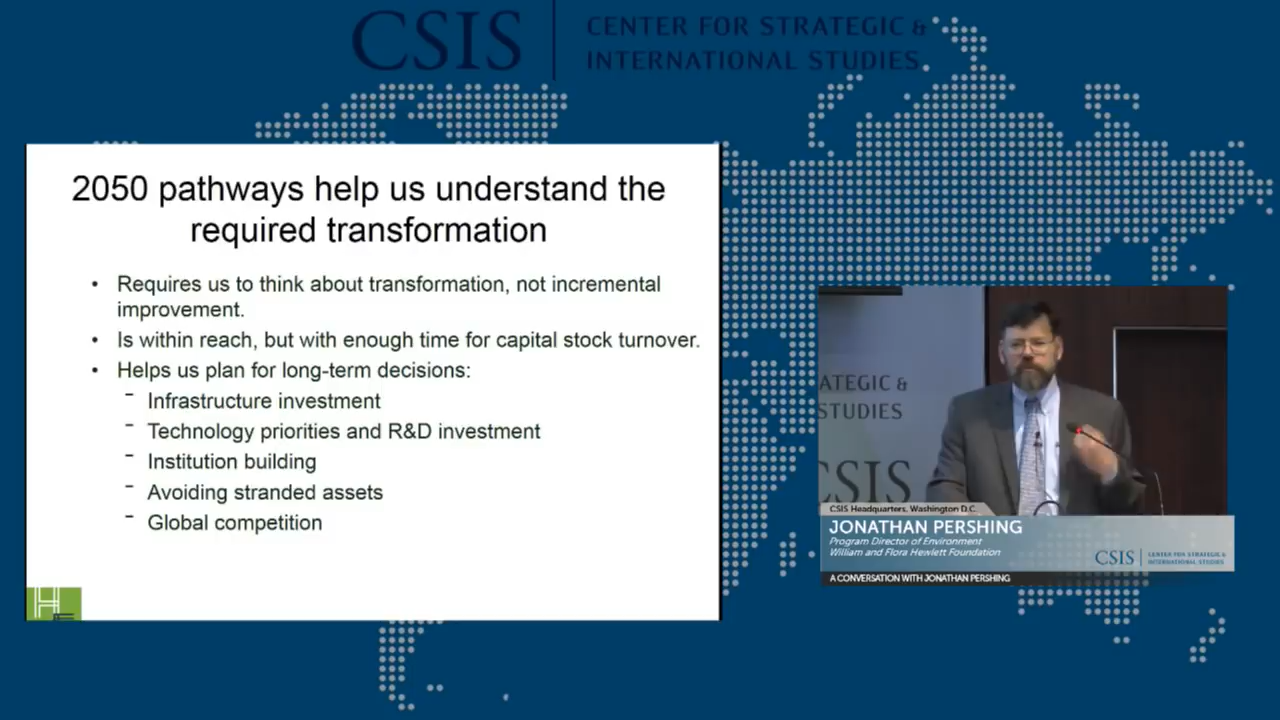 CSIS
CENTER FOR STRATEGIC &
INTERNATIONAL STUDIES
2050 pathways help us understand the
required transformation
• Requires us to think about transformation, not incremental
improvement.
• Is within reach, but with enough time for capital stock turnover.
• Helps us plan for long-term decisions:
- Infrastructure investment
- Technology priorities and R&D investment
- Institution building
- Avoiding stranded assets
- Global competition
H
ATEGIC &
STUDIES
CSIS
CSIS Headquarters, Washington D.C.
JONATHAN PERSHING
Program Director of Environment
William and Flora Hewlett Foundation
CSIS
CENTER FOR STRATEGIC &
INTERNATIONAL STUDIES
A CONVERSATION WITH JONATHAN PERSHING